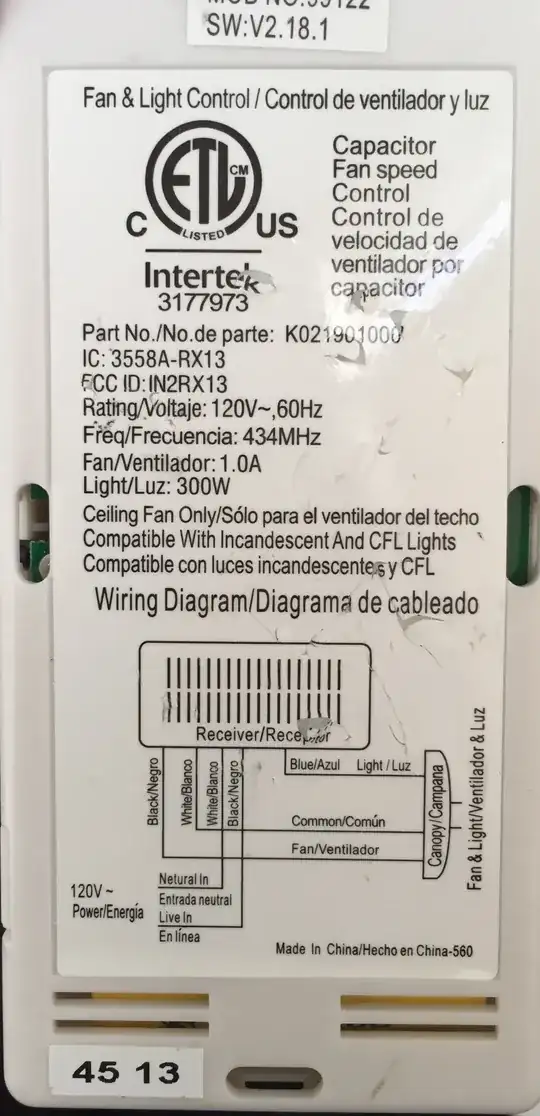 SW:V2.18.1
Fan & Light Control / Control de ventilador y luz
ETL CM
LISTED
C US
Intertek
3177973
Capacitor
Fan speed
Control
Control de
velocidad de
ventilador por
capacitor
Part No./No.de parte: K021901000
IC: 3558A-RX13
FCC ID: IN2RX13
Rating/Voltaje: 120V~,60Hz
Freq/Frecuencia: 434MHz
Fan/Ventilador: 1.0A
Light/Luz: 300W
Ceiling Fan Only/Sólo para el ventilador del techo
Compatible With Incandescent And CFL Lights
Compatible con luces incandescentes y CFL
Wiring Diagram/Diagrama de cableado
Receiver/Receptor
Black/Negro
White/Blanco
White/Blanco
Black/Negro
Blue/Azul Light / Luz
Common/Común
Fan/Ventilador
Canopy/Campana
Fan & Light/Ventilador & Luz
120V ~
Power/Energía
Netural In
Entrada neutral
Live In
En línea
Made In China/Hecho en China-560
45 13